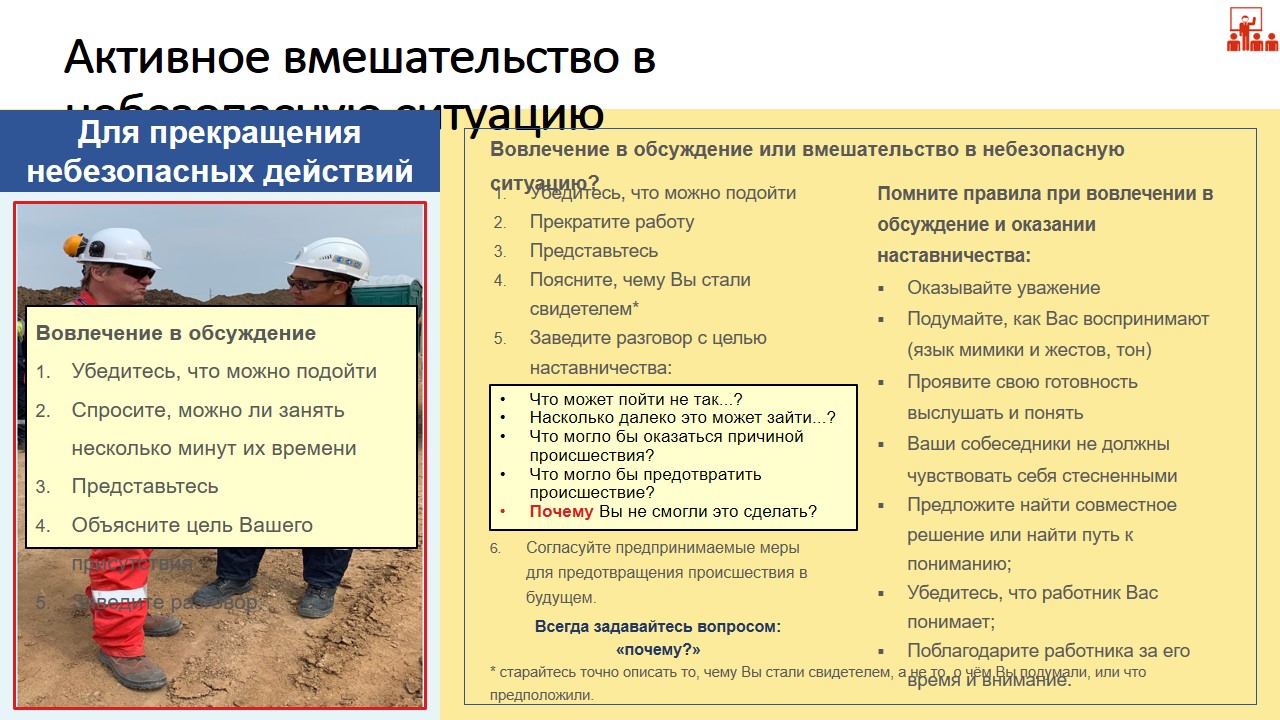 Активное вмешательство в
небезопасную ситуацию
Для прекращения
небезопасных действий
Вовлечение в обсуждение
1. Убедитесь, что можно подойти
2. Спросите, можно ли занять
несколько минут их времени
3. Представьтесь
4. Объясните цель Вашего
присутствия
5. Заведите разговор.
Вовлечение в обсуждение или вмешательство в небезопасную
ситуацию?
1. Убедитесь, что можно подойти
2. Прекратите работу
3. Представьтесь
4. Поясните, чему Вы стали
свидетелем*
5. Заведите разговор с целью
наставничества:
• Что может пойти не так...?
• Насколько далеко это может зайти...?
• Что могло бы оказаться причиной
происшествия?
• Что могло бы предотвратить
происшествие?
• Почему Вы не смогли это сделать?
6. Согласуйте предпринимаемые меры
для предотвращения происшествия в
будущем.
Всегда задавайтесь вопросом:
«почему?»
Помните правила при вовлечении в
обсуждение и оказании
наставничества:
▪ Оказывайте уважение
▪ Подумайте, как Вас воспринимают
(язык мимики и жестов, тон)
▪ Проявите свою готовность
выслушать и понять
▪ Ваши собеседники не должны
чувствовать себя стесненными
▪ Предложите найти совместное
решение или найти путь к
пониманию;
▪ Убедитесь, что работник Вас
понимает;
▪ Поблагодарите работника за его
время и внимание.
* старайтесь точно описать то, чему Вы стали свидетелем, а не то, о чём Вы подумали, или что
предположили.